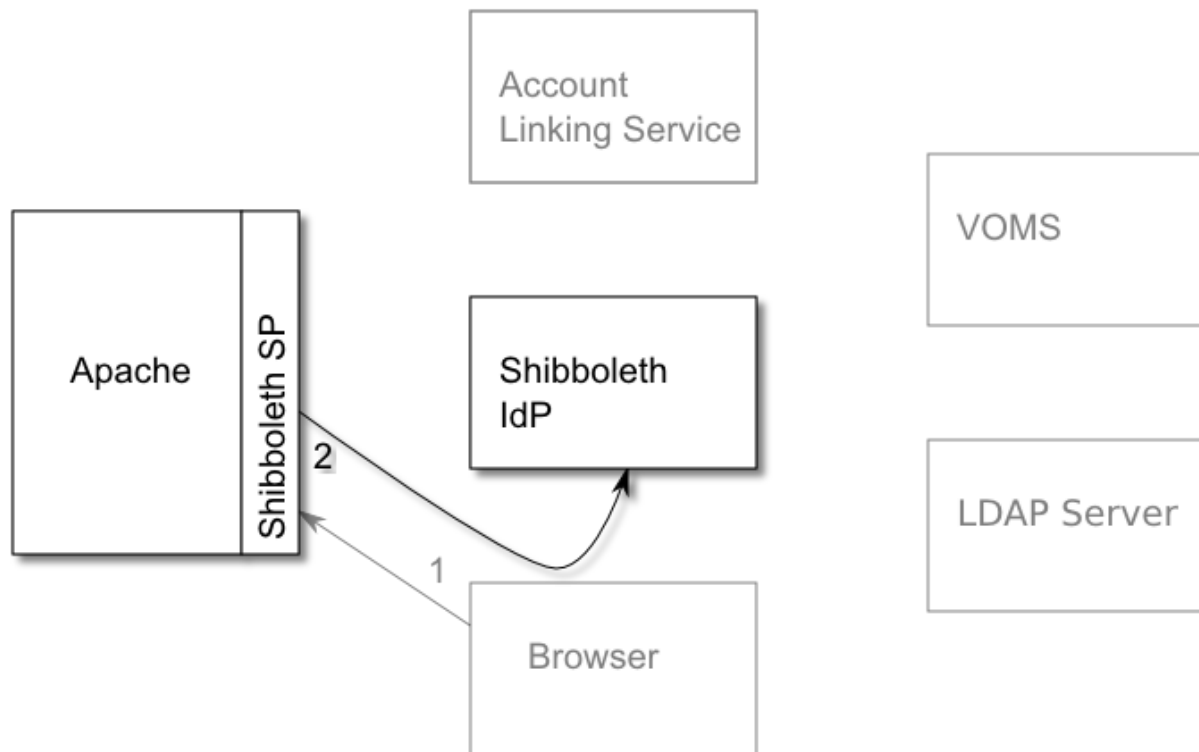 Account
Linking Service
VOMS
Apache
Shibboleth SP
Shibboleth
IdP
2
LDAP Server
1
Browser